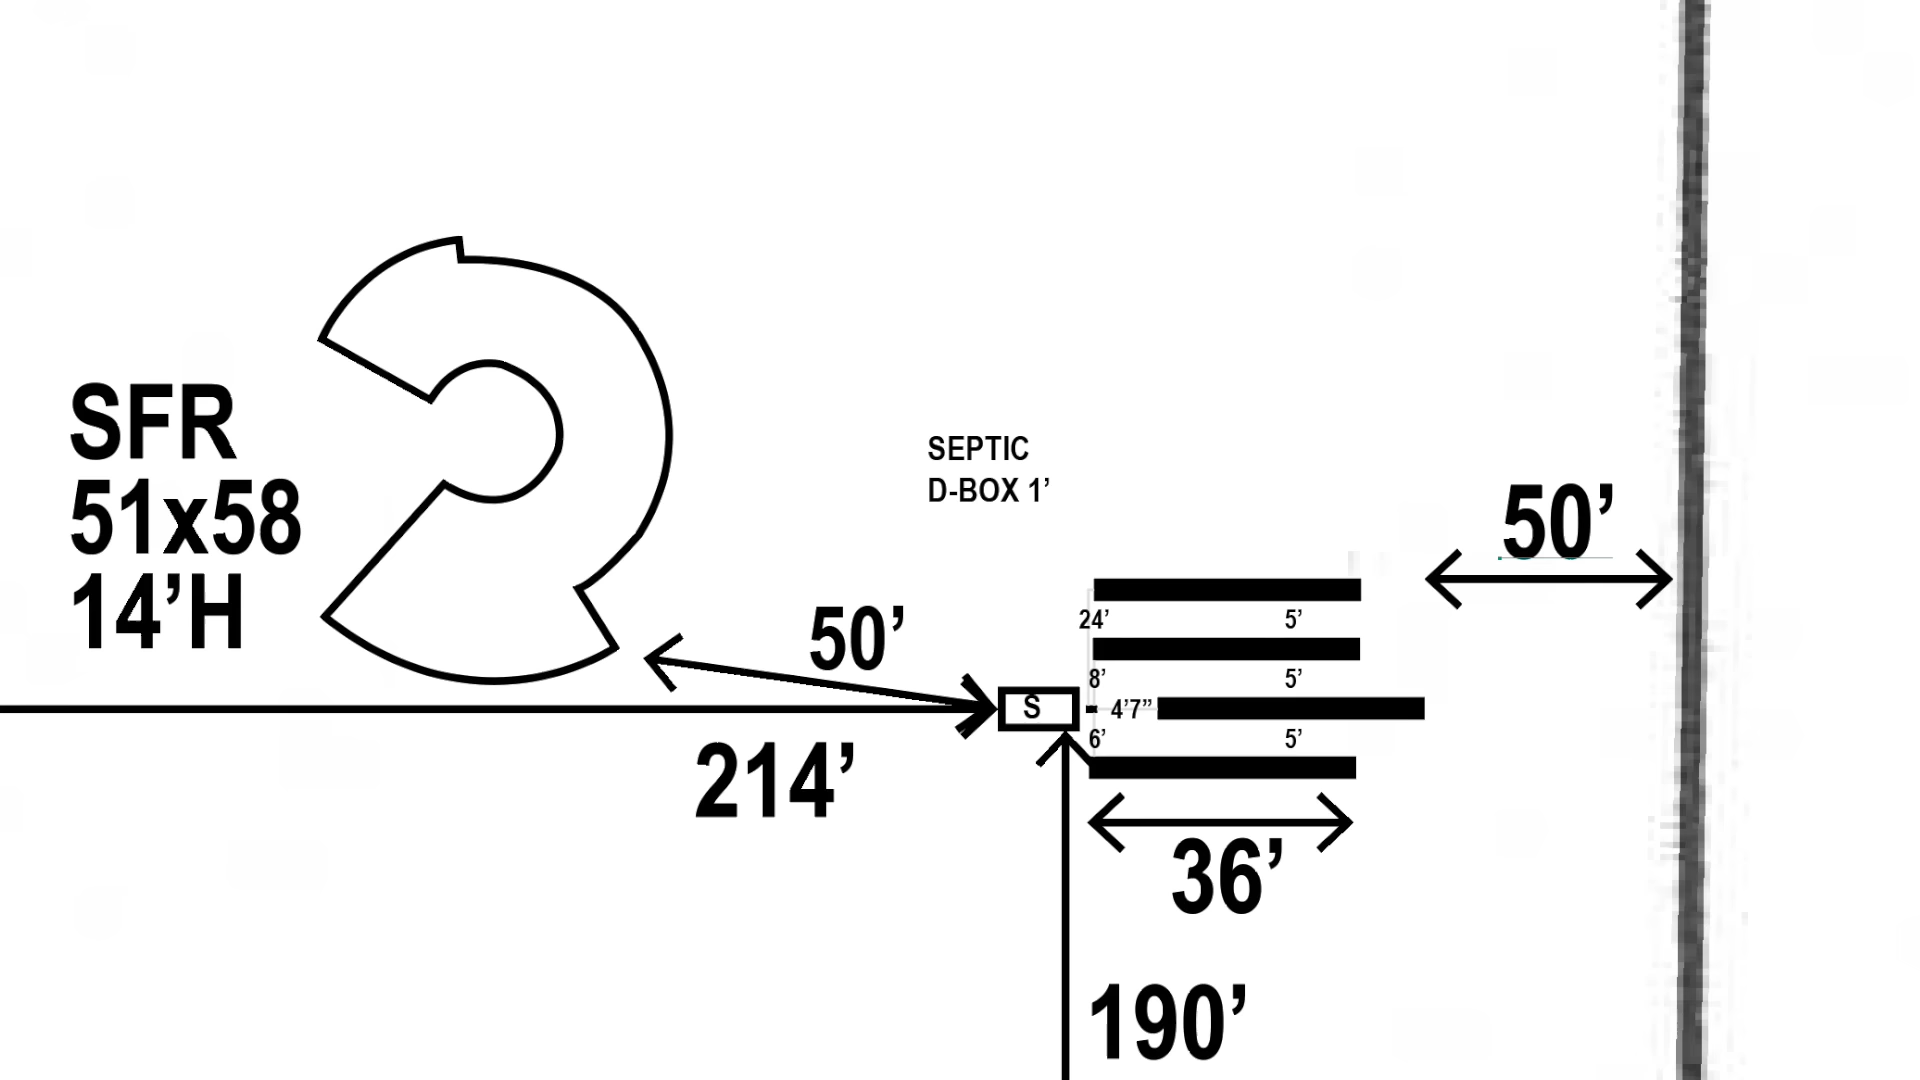 SFR
51x58
14’H
SEPTIC
D-BOX 1’
50’
50’
24’ 5’
8’ 5’
S
4’7”
6’ 5’
214’
36’
190’